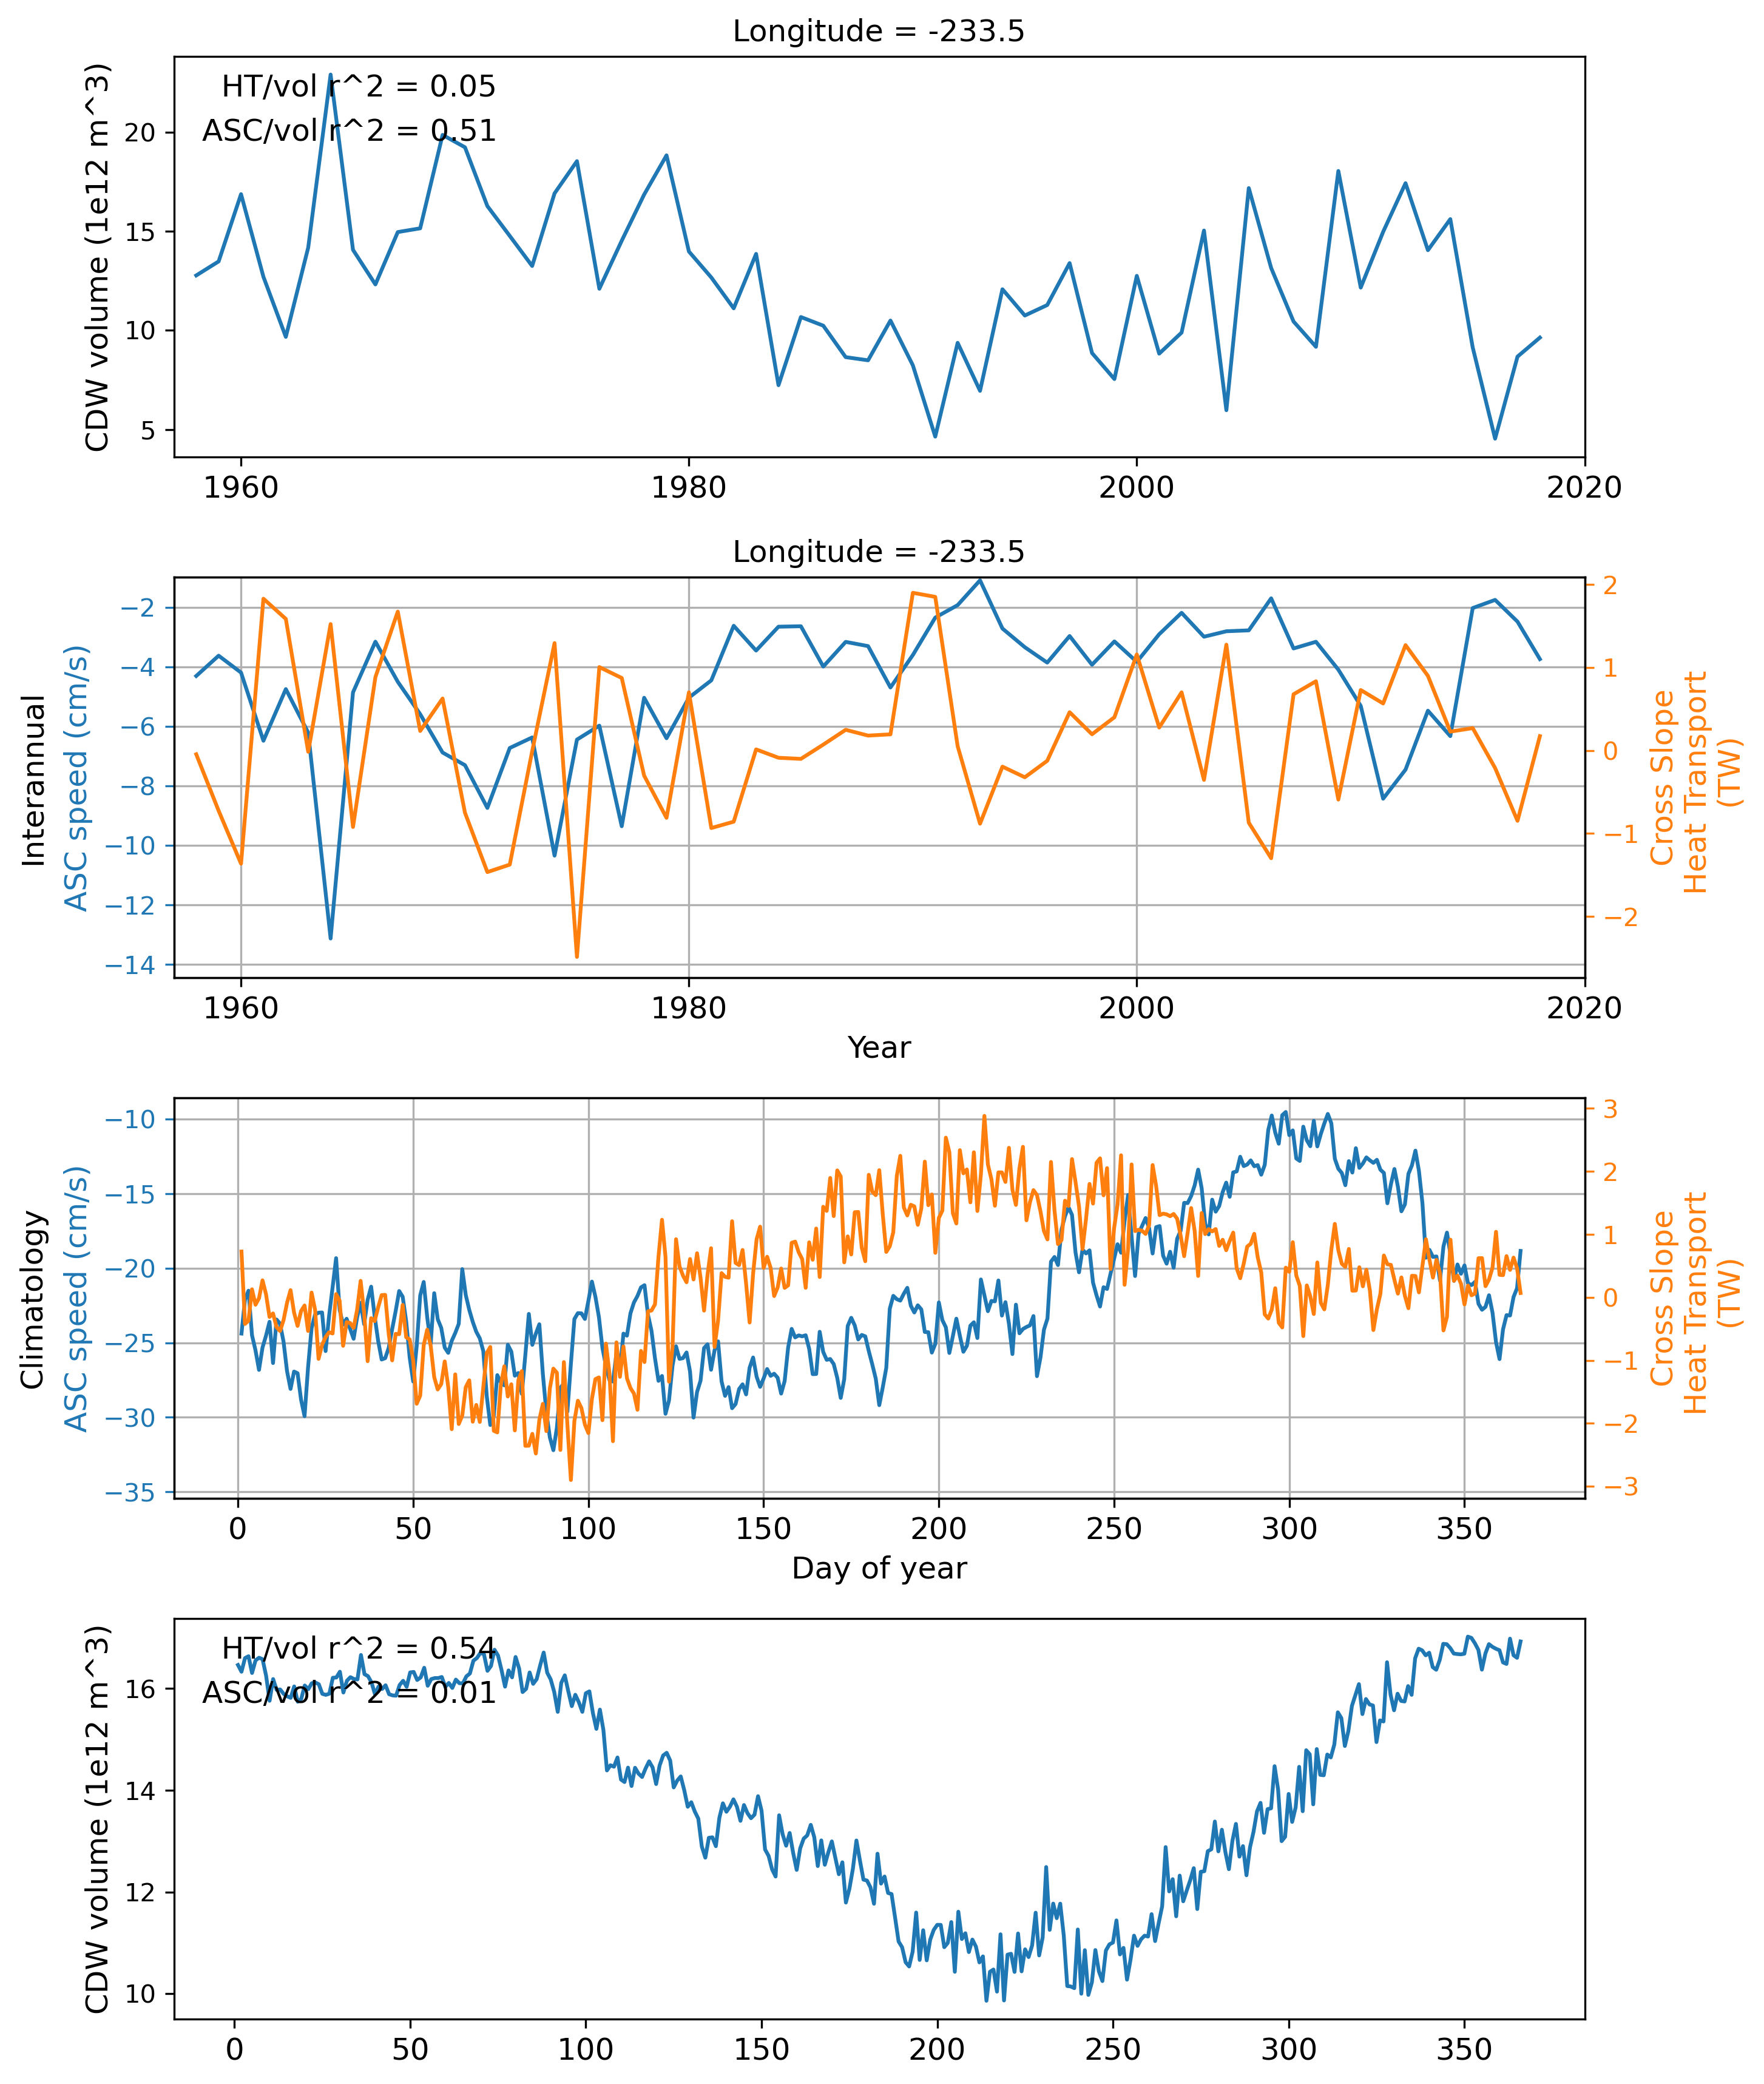 Longitude = -233.5
HT/vol r^2 = 0.05
ASC/vol r^2 = 0.51
CDW volume (1e12 m^3)
20
15
10
5
1960
1980
2000
2020
Longitude = -233.5
Interannual
ASC speed (cm/s)
−2
−4
−6
−8
−10
−12
−14
2
1
0
−1
−2
Cross Slope
Heat Transport
(TW)
1960
1980
2000
2020
Year
Climatology
ASC speed (cm/s)
−10
−15
−20
−25
−30
−35
3
2
1
0
−1
−2
−3
Cross Slope
Heat Transport
(TW)
0
50
100
150
200
250
300
350
Day of year
HT/vol r^2 = 0.54
ASC/vol r^2 = 0.01
CDW volume (1e12 m^3)
16
14
12
10
0
50
100
150
200
250
300
350